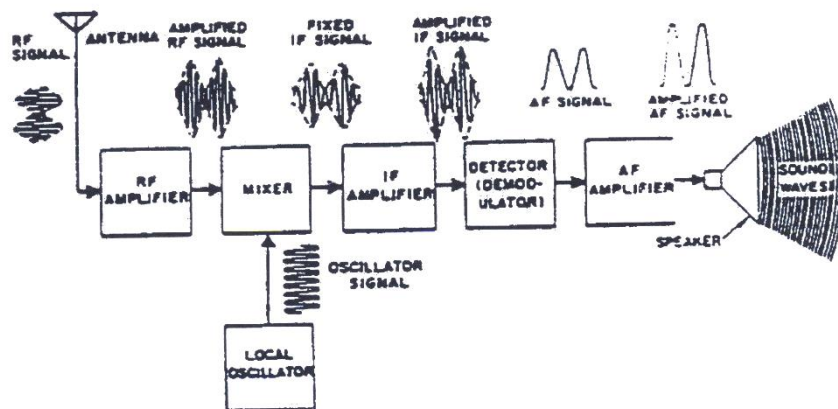 RF
SIGNAL
ANTENNA
AMPLIFIED
RF SIGNAL
FIXED
IF SIGNAL
AMPLIFIED
IF SIGNAL
AF SIGNAL
AMPLIFIED
AF SIGNAL
RF
AMPLIFIER
MIXER
IF
AMPLIFIER
DETECTOR
(DEMOD-
ULATOR)
AF
AMPLIFIER
SOUND
WAVES
SPEAKER
OSCILLATOR
SIGNAL
LOCAL
OSCILLATOR